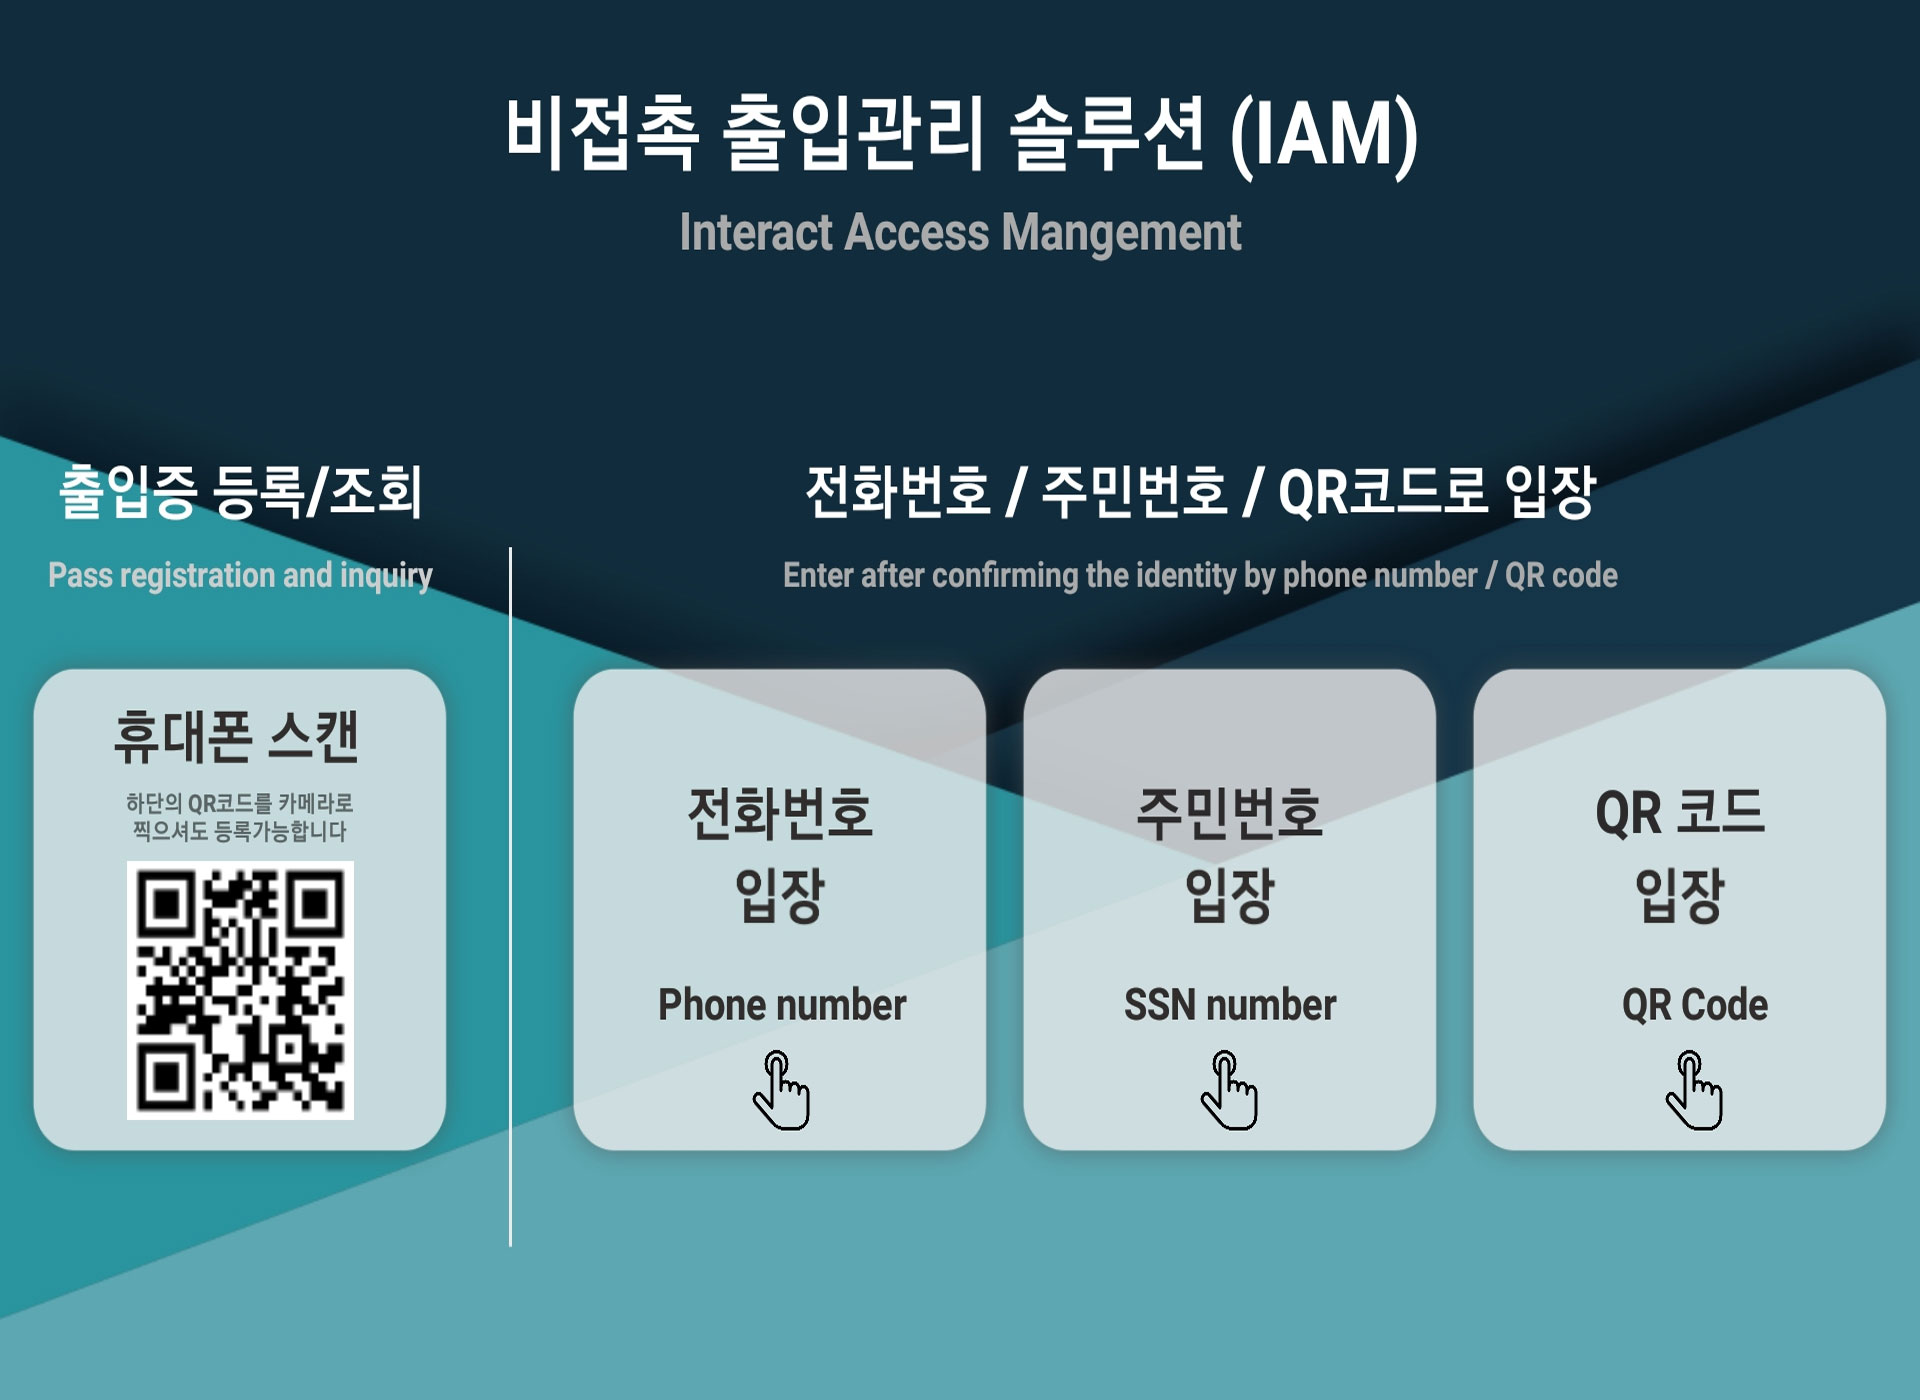 비접촉 출입관리 솔루션 (IAM)
Interact Access Mangement
출입증 등록/조회
Pass registration and inquiry
휴대폰 스캔
하단의 QR코드를 카메라로
찍으셔도 등록가능합니다
전화번호 / 주민번호 / QR코드로 입장
Enter after confirming the identity by phone number / QR code
전화번호
입장
Phone number
주민번호
입장
SSN number
QR 코드
입장
QR Code